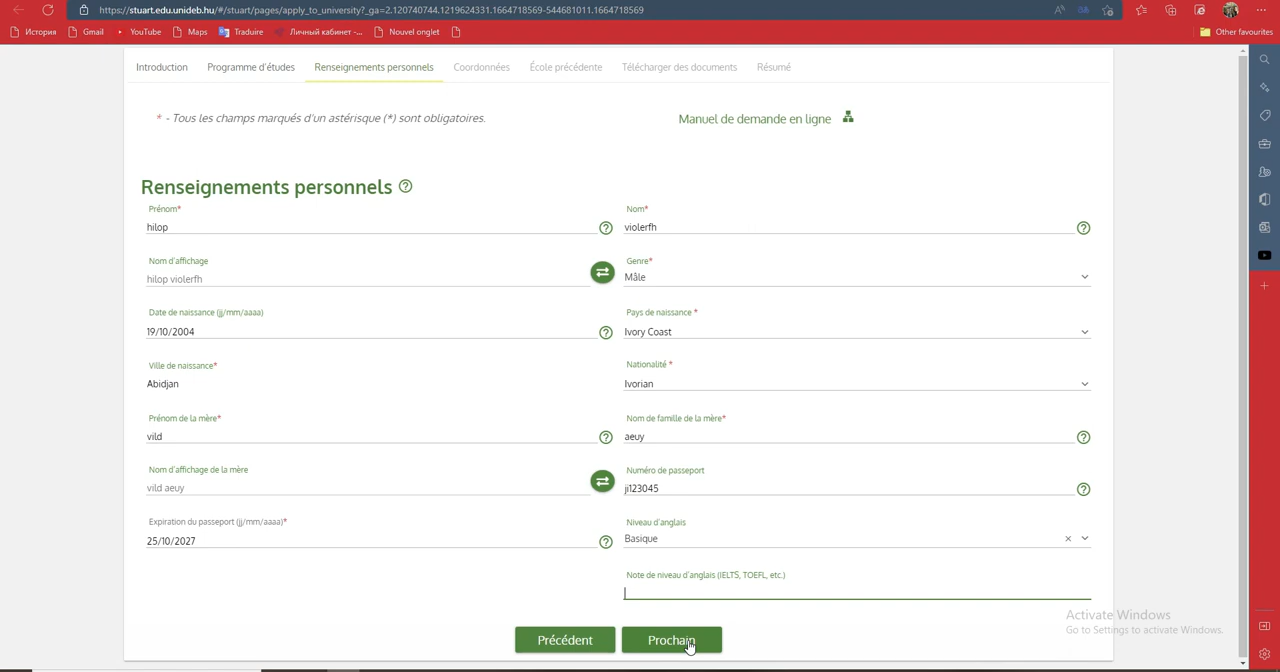 https://stuart.edu.unideb.hu/#/stuart/pages/apply_to_university?_ga=2.120740744.1219624331.1664718569-544681011.1664718569
История Gmail YouTube Maps Traduire Личный кабинет -... Nouvel onglet Other favourites
Introduction Programme d'études Renseignements personnels Coordonnées École précédente Télécharger des documents Résumé
* - Tous les champs marqués d'un astérisque (*) sont obligatoires. Manuel de demande en ligne
Renseignements personnels
Prénom* Nom*
hilop violerfh
Nom d'affichage Genre*
hilop violerfh Mâle
Date de naissance (jj/mm/aaaa) Pays de naissance *
19/10/2004 Ivory Coast
Ville de naissance* Nationalité *
Abidjan Ivorian
Prénom de la mère* Nom de famille de la mère*
vild aeuy
Nom d'affichage de la mère Numéro de passeport
vild aeuy ji123045
Expiration du passeport (jj/mm/aaaa)* Niveau d'anglais
25/10/2027 Basique
Note de niveau d'anglais (IELTS, TOEFL, etc.)
Activate Windows
Go to Settings to activate Windows.
Précédent Prochain